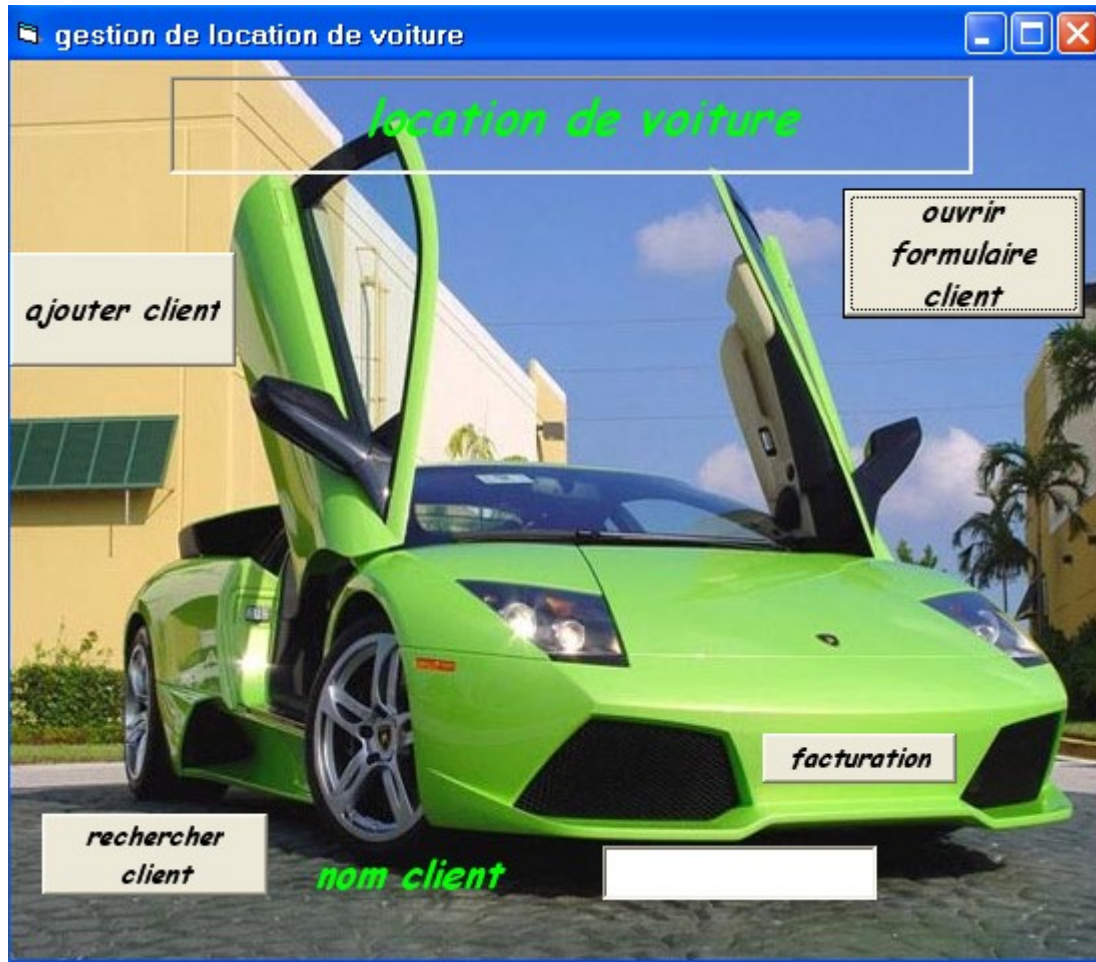 gestion de location de voiture
location de voiture
ouvrir
formulaire
client
ajouter client
facturation
rechercher
client
nom client